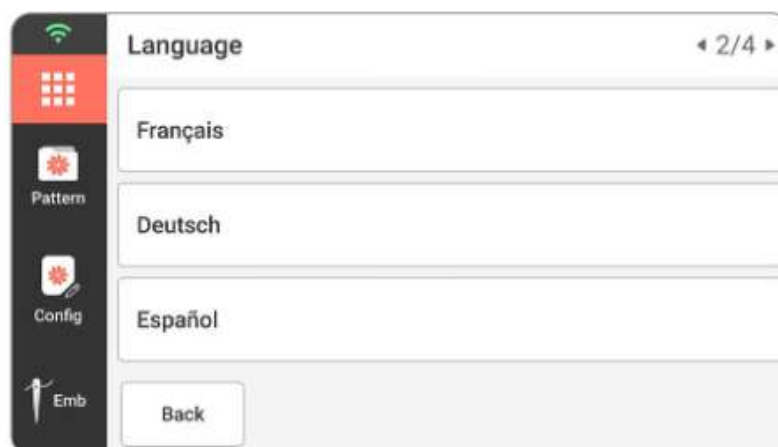 Language
◂ 2/4 ▸
Français
Pattern
Deutsch
Config
Español
Emb
Back